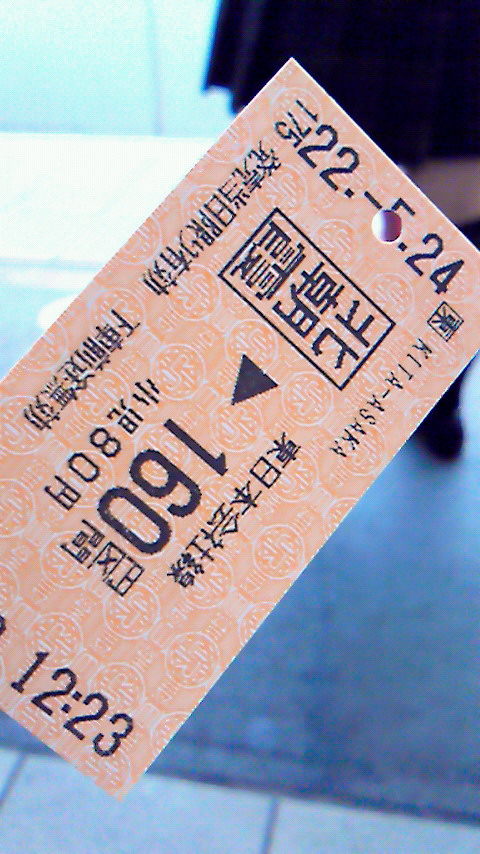 175
22.-5.24
東 KITA-ASAKA
北朝霞
▶ 東日本会社線
160円区間
小児 80円
発売当日限り有効
下車前途無効
12:23